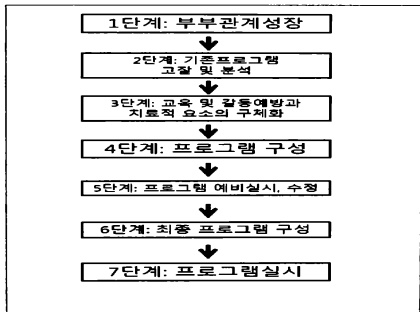 1단계: 부부관계성장
2단계: 기존프로그램
고찰 및 분석
3단계: 교육 및 갈등예방과
치료적 요소의 구체화
4단계: 프로그램 구성
5단계: 프로그램 예비실시, 수정
6단계: 최종 프로그램 구성
7단계: 프로그램실시